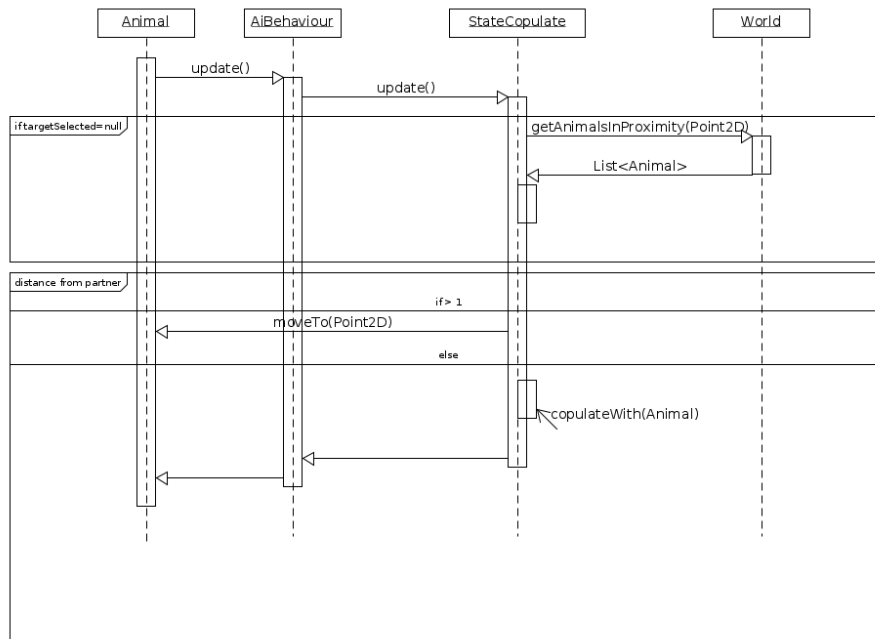 Animal
AiBehaviour
StateCopulate
World
update()
update()
iftargetSelected=null
getAnimalsInProximity(Point2D)
List<Animal>
distance from partner
if> 1
moveTo(Point2D)
else
copulateWith(Animal)